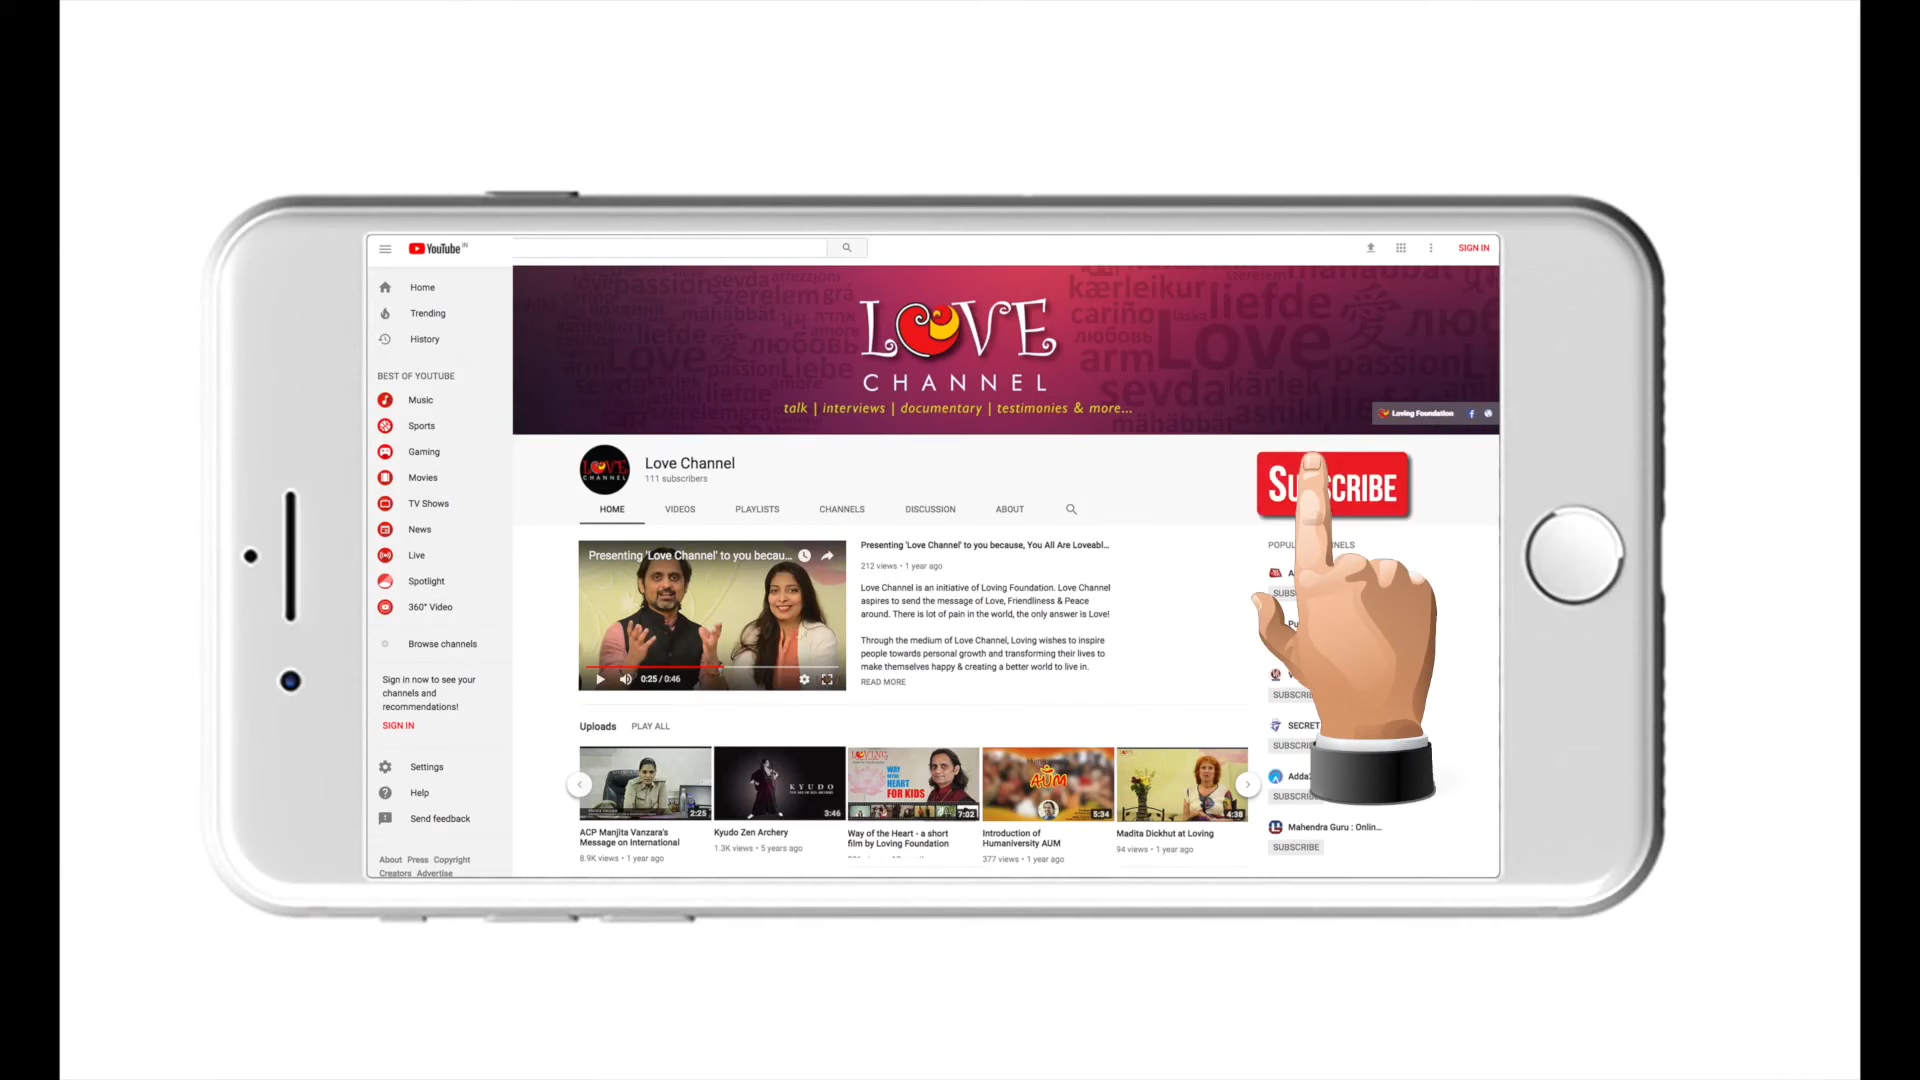 YouTube IN
SIGN IN
Home
Trending
History
BEST OF YOUTUBE
Music
Sports
Gaming
Movies
TV Shows
News
Live
Spotlight
360° Video
Browse channels
Sign in now to see your
channels and
recommendations!
SIGN IN
Settings
Help
Send feedback
About Press Copyright
Creators Advertise
LOVE
CHANNEL
talk | interviews | documentary | testimonies & more...
Loving Foundation
Love Channel
111 subscribers
SUBSCRIBE
HOME VIDEOS PLAYLISTS CHANNELS DISCUSSION ABOUT
Presenting 'Love Channel' to you becau...
0:25 / 0:46
Presenting 'Love Channel' to you because, You All Are Loveabl...
212 views • 1 year ago
Love Channel is an initiative of Loving Foundation. Love Channel
aspires to send the message of Love, Friendliness & Peace
around. There is lot of pain in the world, the only answer is Love!
Through the medium of Love Channel, Loving wishes to inspire
people towards personal growth and transforming their lives to
make themselves happy & creating a better world to live in.
READ MORE
Uploads PLAY ALL
2:25
KYUDO
3:46
LOVING
WAY
HEART
FOR KIDS
7:02
AUM
5:34
4:38
ACP Manjita Vanzara's
Message on International
8.9K views • 1 year ago
Kyudo Zen Archery
1.3K views • 5 years ago
Way of the Heart - a short
film by Loving Foundation
Introduction of
Humaniversity AUM
377 views • 1 year ago
Madita Dickhut at Loving
94 views • 1 year ago
SECRET
Mahendra Guru : Onlin...
SUBSCRIBE